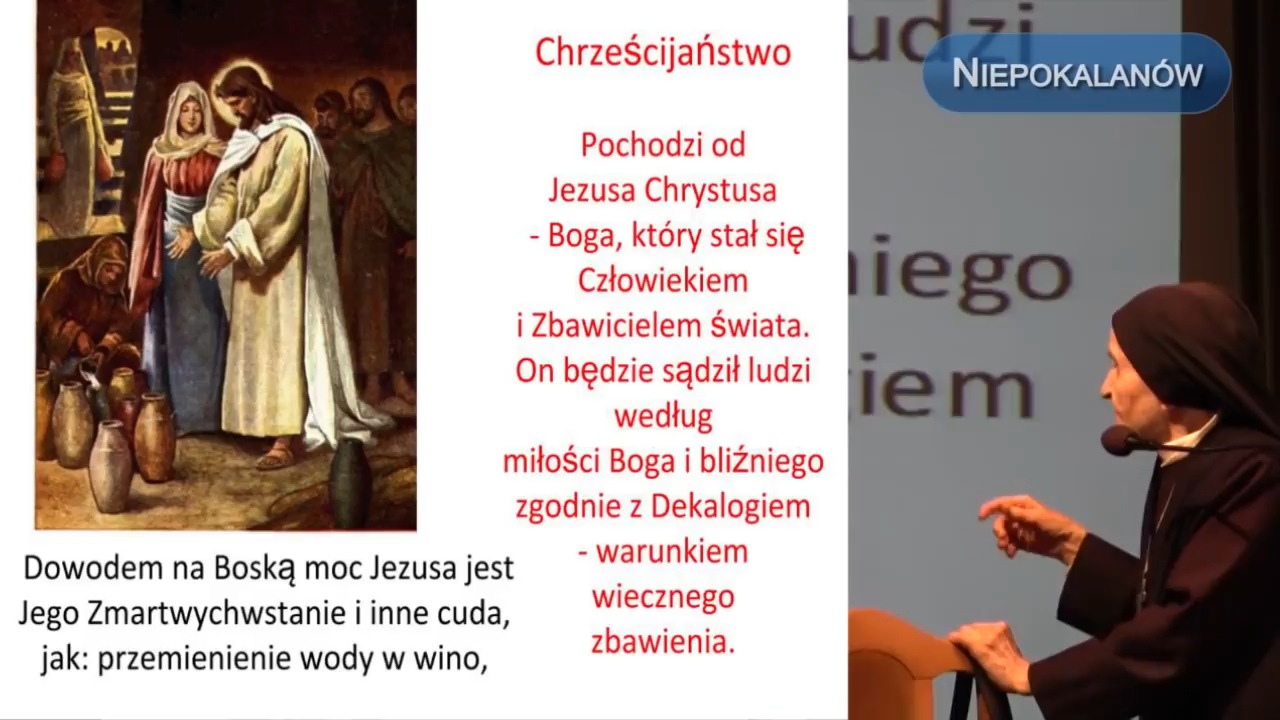 Chrześcijaństwo
Pochodzi od
Jezusa Chrystusa
- Boga, który stał się
Człowiekiem
i Zbawicielem świata.
On będzie sądził ludzi
według
miłości Boga i bliźniego
zgodnie z Dekalogiem
- warunkiem
wiecznego
zbawienia.
Dowodem na Boską moc Jezusa jest
Jego Zmartwychwstanie i inne cuda,
jak: przemienienie wody w wino,
udzi
NIEPOKALANÓW
niego
giem